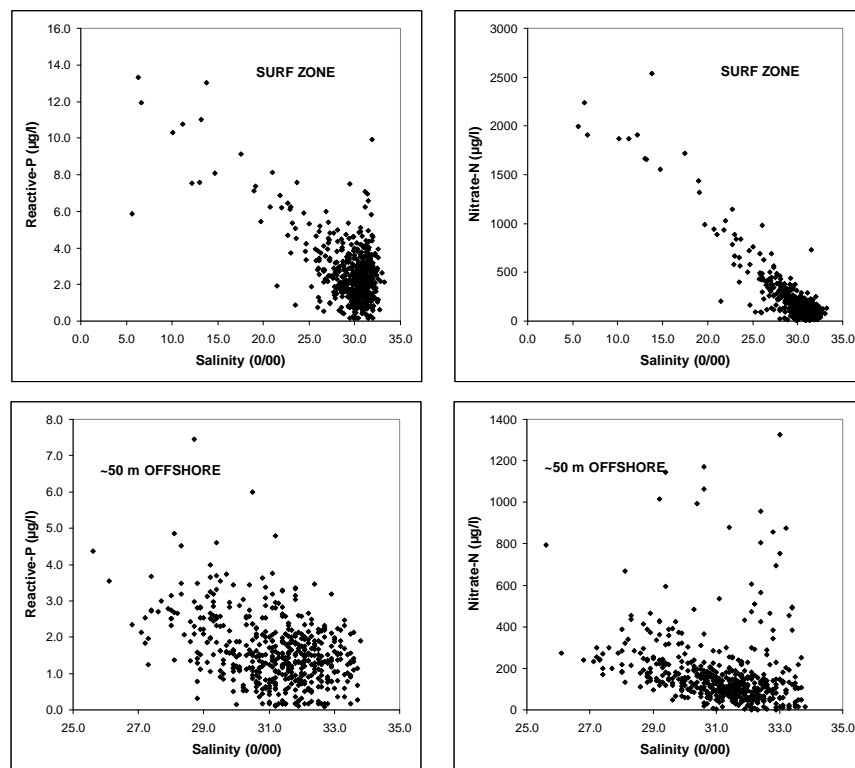 16.0
14.0
12.0
10.0
8.0
6.0
4.0
2.0
0.0
Reactive-P (µg/l)
SURF ZONE
0.0 5.0 10.0 15.0 20.0 25.0 30.0 35.0
Salinity (0/00)
3000
2500
2000
1500
1000
500
0
Nitrate-N (µg/l)
SURF ZONE
0.0 5.0 10.0 15.0 20.0 25.0 30.0 35.0
Salinity (0/00)
8.0
7.0
6.0
5.0
4.0
3.0
2.0
1.0
0.0
Reactive-P (µg/l)
~50 m OFFSHORE
25.0 27.0 29.0 31.0 33.0 35.0
Salinity (0/00)
1400
1200
1000
800
600
400
200
0
Nitrate-N (µg/l)
~50 m OFFSHORE
25.0 27.0 29.0 31.0 33.0 35.0
Salinity (0/00)